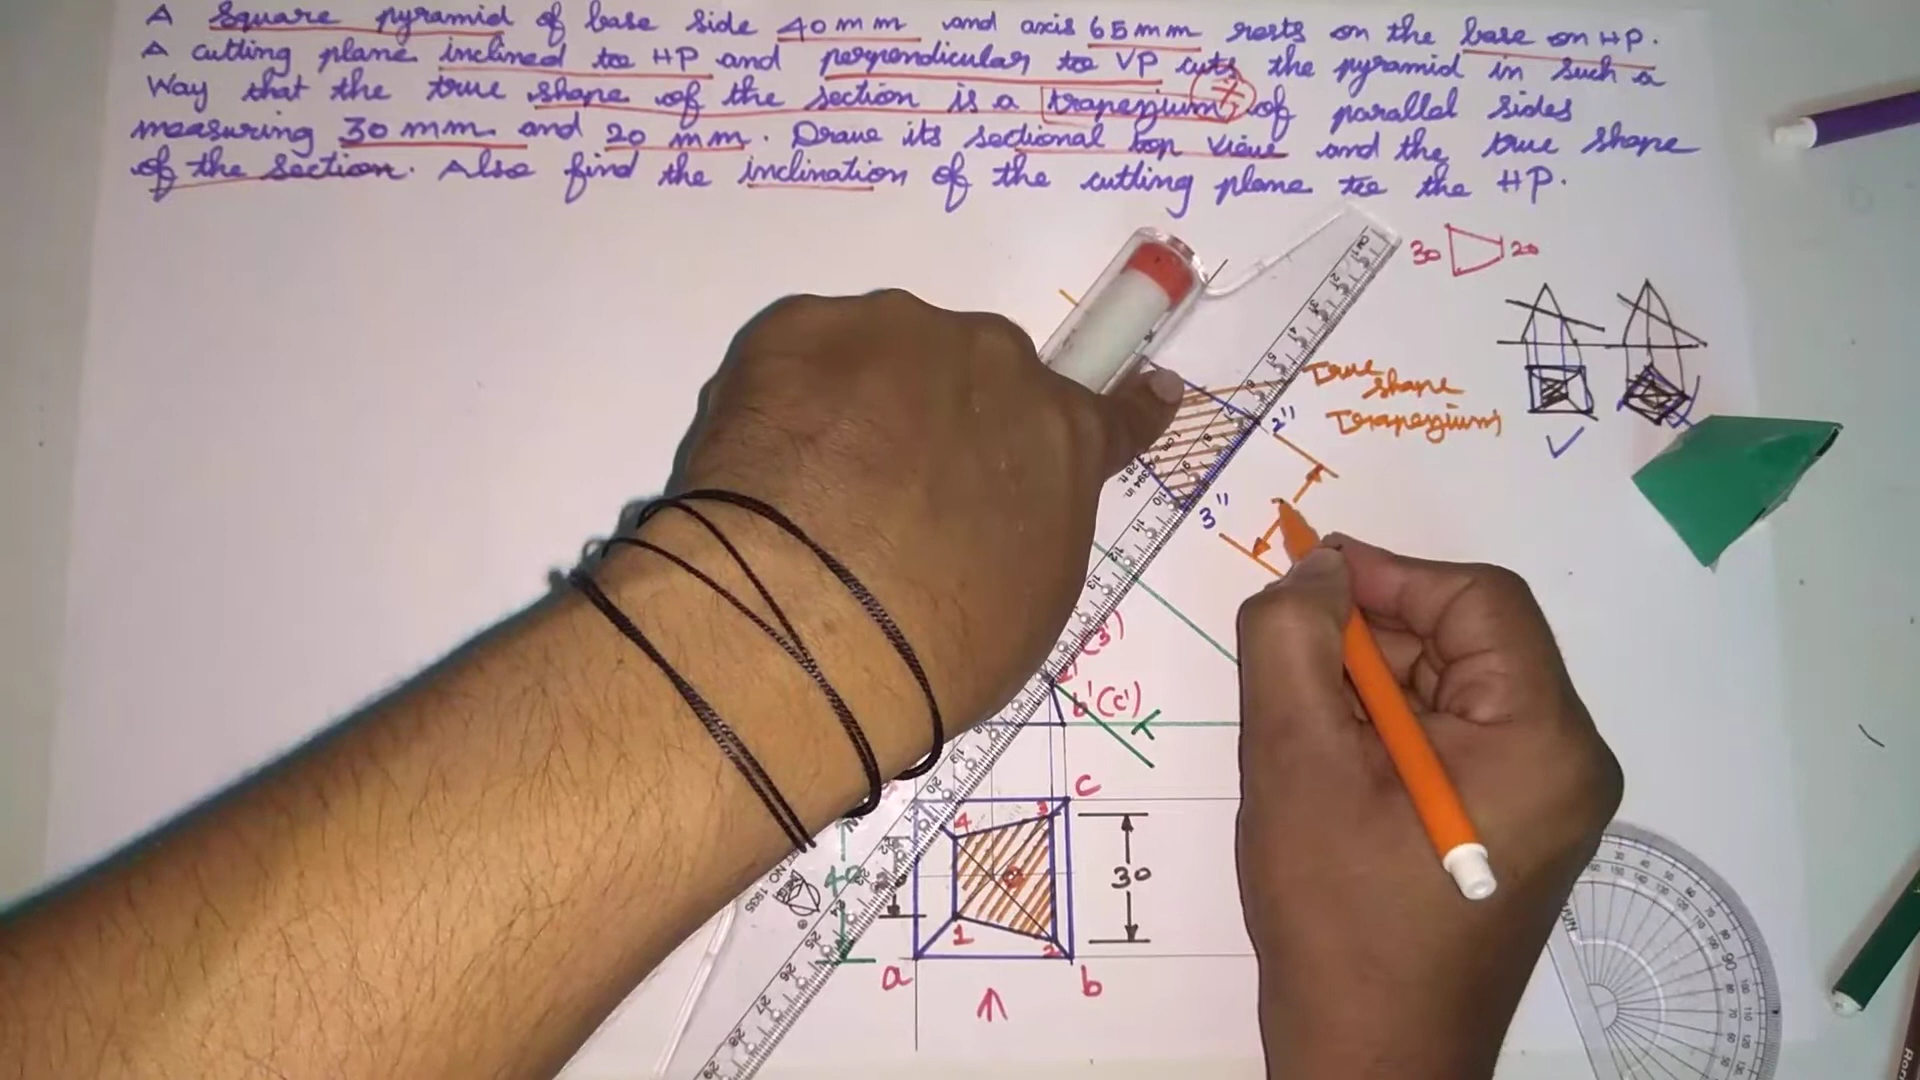 A square pyramid of base side 40 mm and axis 65 mm rests on the base on HP.
A cutting plane inclined to HP and perpendicular to VP cuts the pyramid in such a
Way that the true shape of the section is a trapezium of parallel sides
measuring 30 mm and 20 mm. Draw its sectional top view and the true shape
of the section. Also find the inclination of the cutting plane to the HP.
30 20
True
shape
Trapezium
2"
3"
(3')
b'(c')
T
c
4 3
40
30
1 2
a b